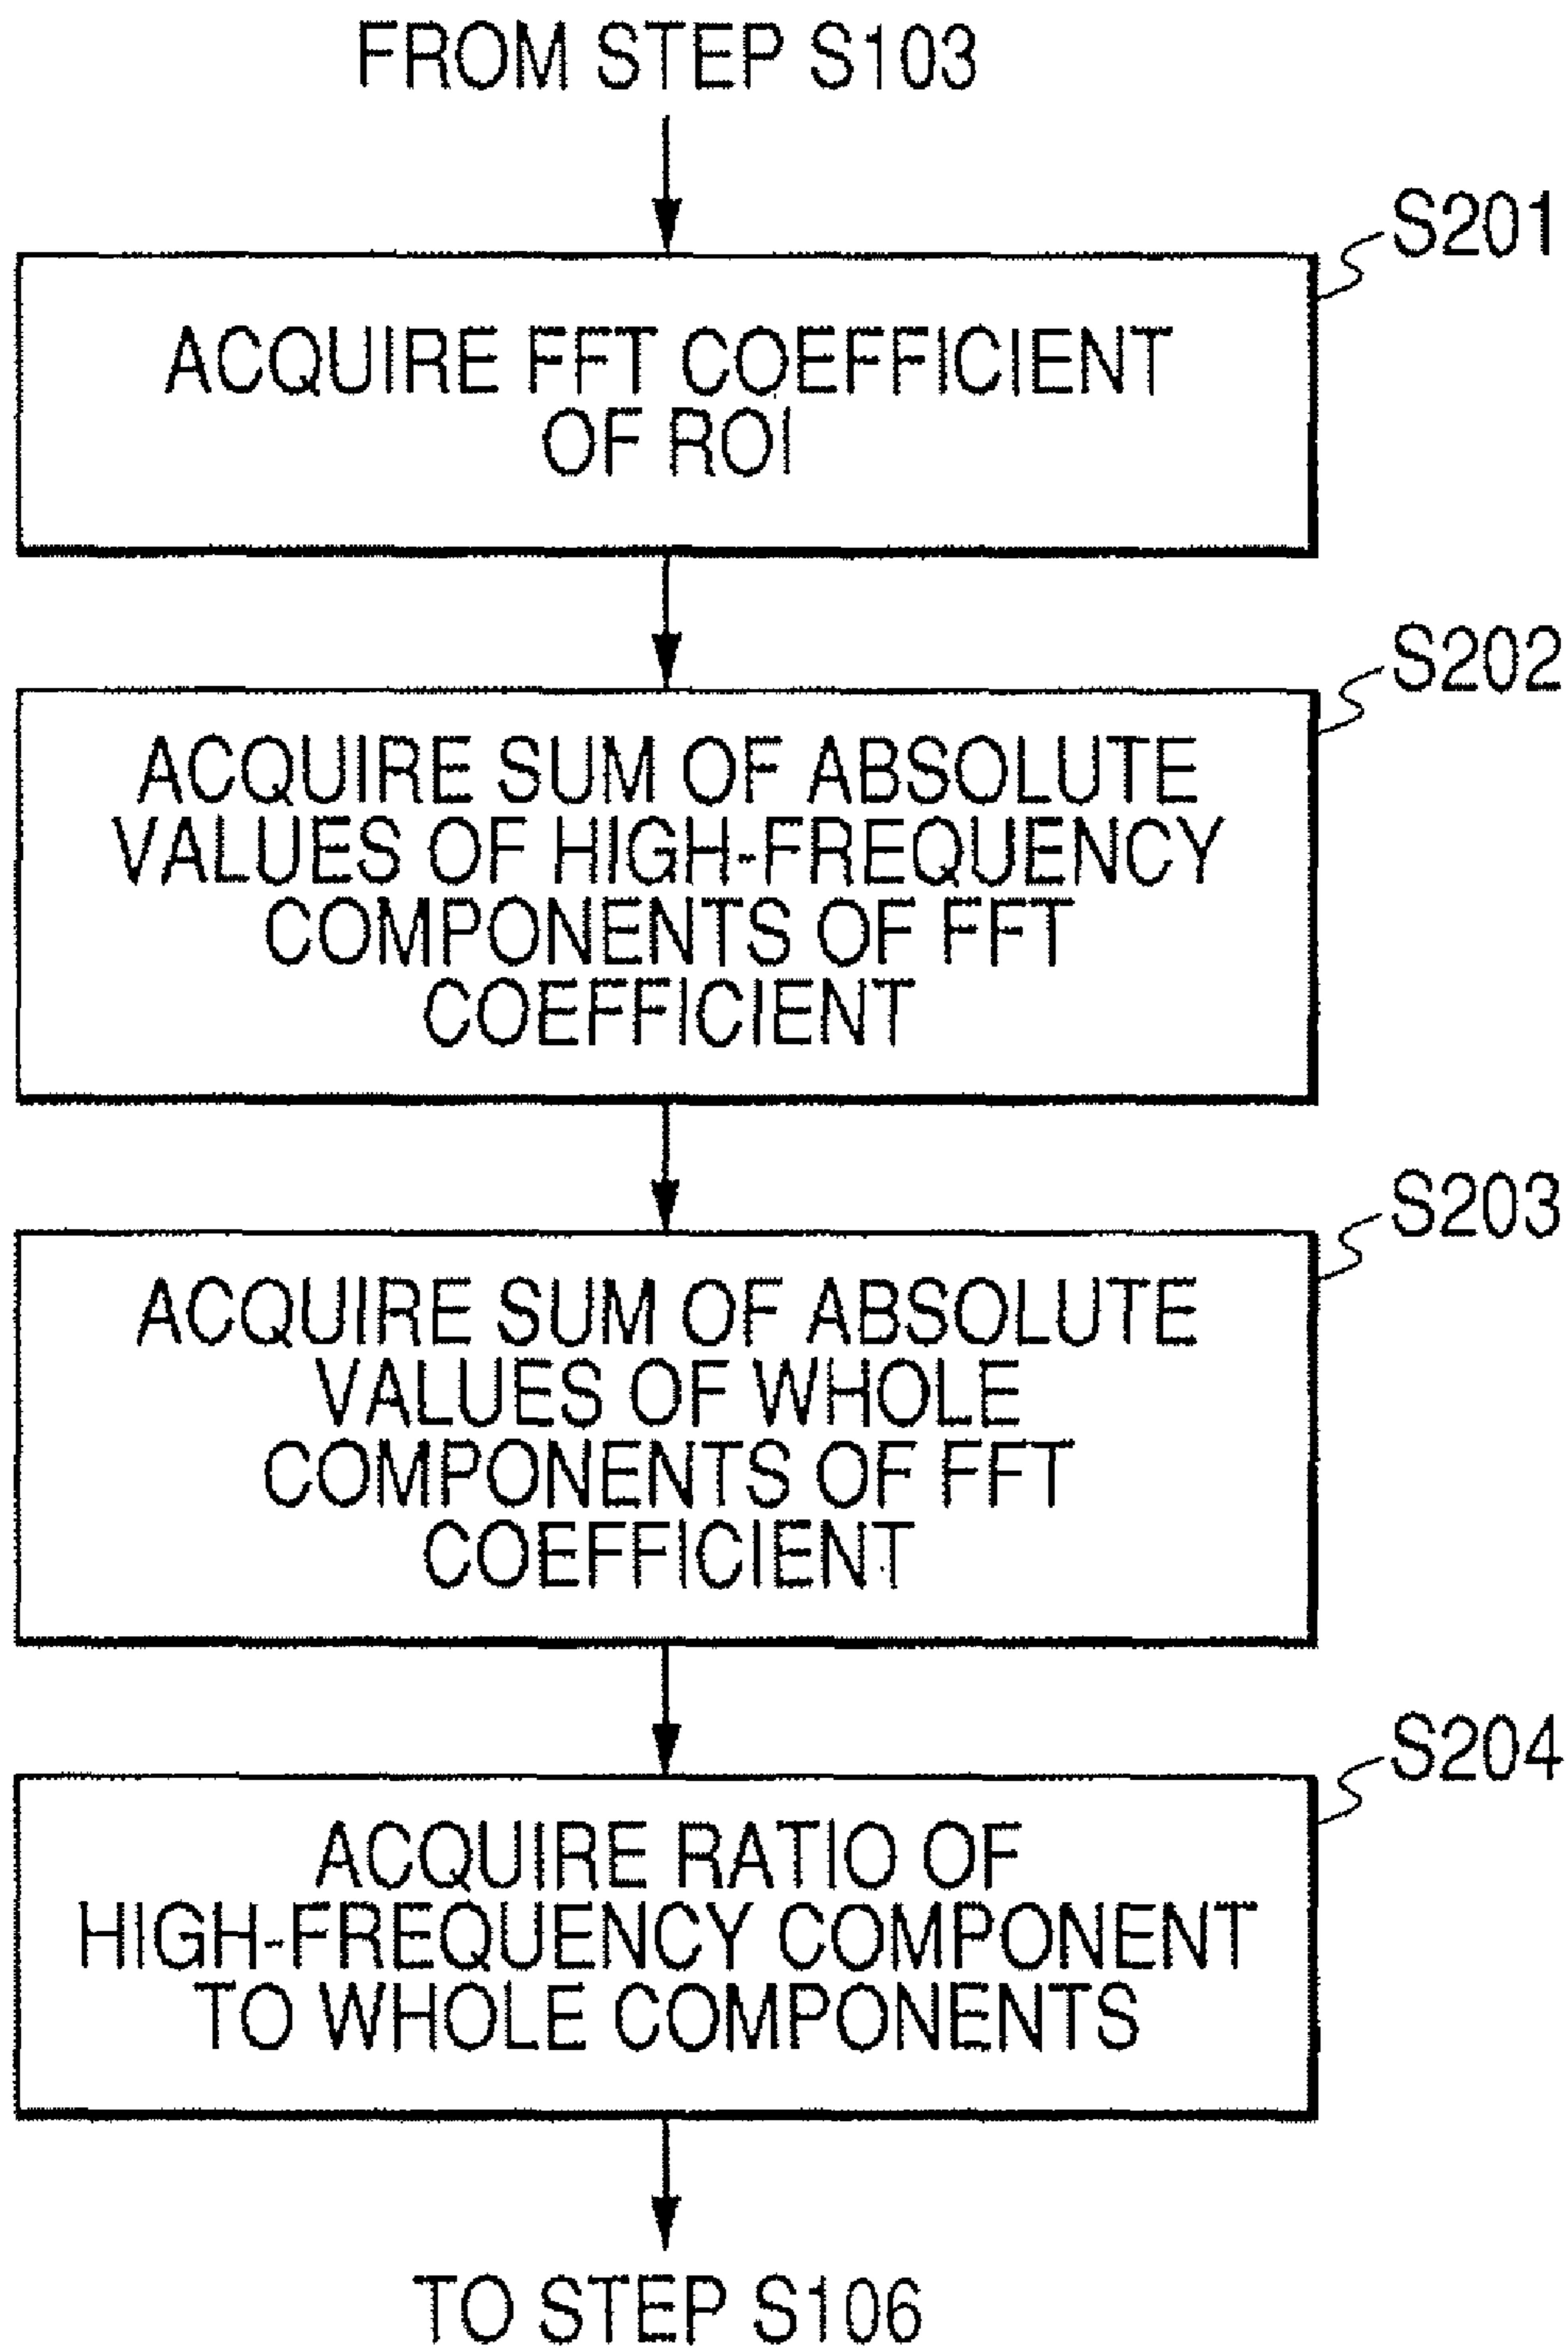 FROM STEP S103
S201
ACQUIRE FFT COEFFICIENT
OF ROI
S202
ACQUIRE SUM OF ABSOLUTE
VALUES OF HIGH-FREQUENCY
COMPONENTS OF FFT
COEFFICIENT
S203
ACQUIRE SUM OF ABSOLUTE
VALUES OF WHOLE
COMPONENTS OF FFT
COEFFICIENT
S204
ACQUIRE RATIO OF
HIGH-FREQUENCY COMPONENT
TO WHOLE COMPONENTS
TO STEP S106